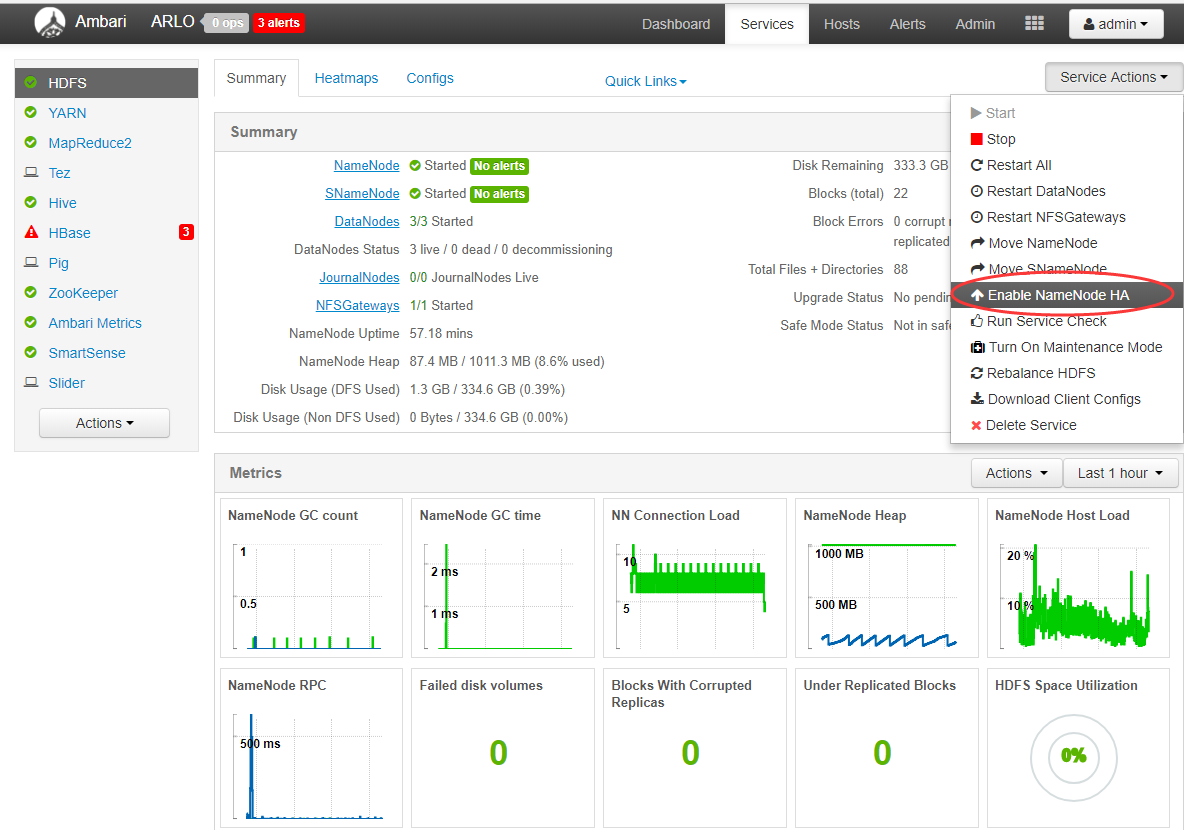 Ambari ARLO 0 ops 3 alerts Dashboard Services Hosts Alerts Admin admin
HDFS
YARN
MapReduce2
Tez
Hive
HBase 3
Pig
ZooKeeper
Ambari Metrics
SmartSense
Slider
Actions
Summary Heatmaps Configs Quick Links Service Actions
Start
Stop
Restart All
Restart DataNodes
Restart NFSGateways
Move NameNode
Move SNameNode
Enable NameNode HA
Run Service Check
Turn On Maintenance Mode
Rebalance HDFS
Download Client Configs
Delete Service
Summary
NameNode Started No alerts
SNameNode Started No alerts
DataNodes 3/3 Started
DataNodes Status 3 live / 0 dead / 0 decommissioning
JournalNodes 0/0 JournalNodes Live
NFSGateways 1/1 Started
NameNode Uptime 57.18 mins
NameNode Heap 87.4 MB / 1011.3 MB (8.6% used)
Disk Usage (DFS Used) 1.3 GB / 334.6 GB (0.39%)
Disk Usage (Non DFS Used) 0 Bytes / 334.6 GB (0.00%)
Disk Remaining 333.3 GB
Blocks (total) 22
Block Errors 0 corrupt
replicated
Total Files + Directories 88
Upgrade Status No pendin
Safe Mode Status Not in safe
Metrics Actions Last 1 hour
NameNode GC count
1
0.5
NameNode GC time
2 ms
1 ms
NN Connection Load
10
5
NameNode Heap
1000 MB
500 MB
NameNode Host Load
20 %
10 %
NameNode RPC
500 ms
Failed disk volumes
0
Blocks With Corrupted
Replicas
0
Under Replicated Blocks
0
HDFS Space Utilization
0%